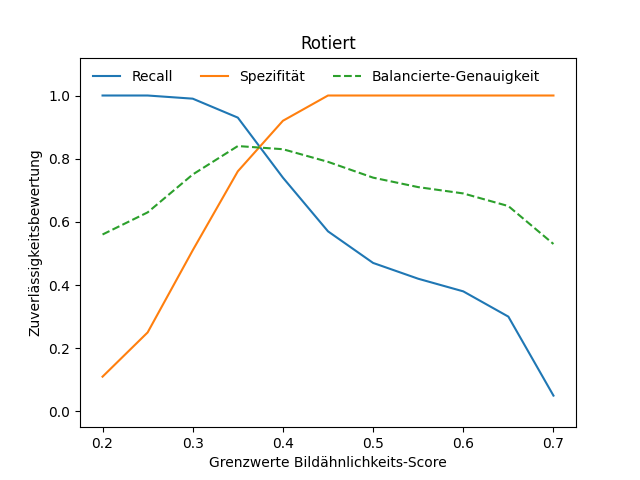 Rotiert
Recall Spezifität Balancierte-Genauigkeit
1.0
0.8
0.6
0.4
0.2
0.0
Zuverlässigkeitsbewertung
0.2 0.3 0.4 0.5 0.6 0.7
Grenzwerte Bildähnlichkeits-Score